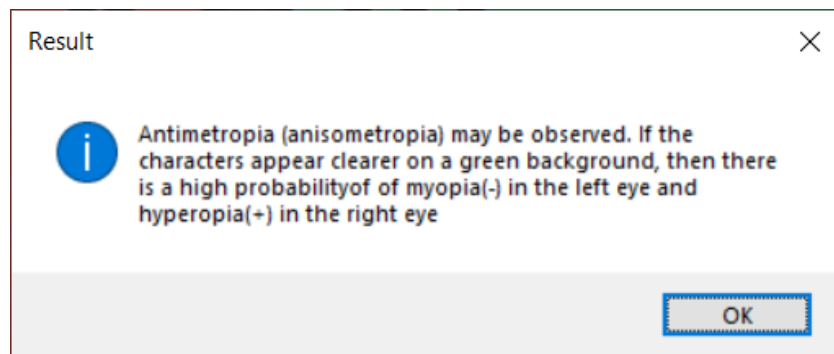 Result
Antimetropia (anisometropia) may be observed. If the
characters appear clearer on a green background, then there
is a high probabilityof of myopia(-) in the left eye and
hyperopia(+) in the right eye
OK